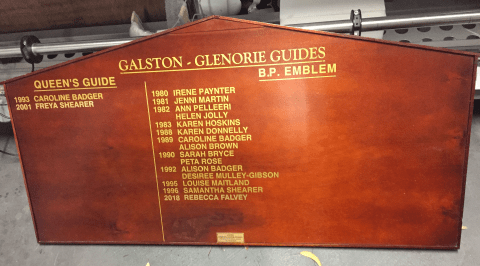 GALSTON - GLENORIE GUIDES
QUEEN'S GUIDE
1993 CAROLINE BADGER
2001 FREYA SHEARER
B.P. EMBLEM
1980 IRENE PAYNTER
1981 JENNI MARTIN
1982 ANN PELLEERI
HELEN JOLLY
1983 KAREN HOSKINS
1988 KAREN DONNELLY
1989 CAROLINE BADGER
ALISON BROWN
1990 SARAH BRYCE
PETA ROSE
1992 ALISON BADGER
DESIREE MULLEY-GIBSON
1995 LOUISE MAITLAND
1996 SAMANTHA SHEARER
2018 REBECCA FALVEY